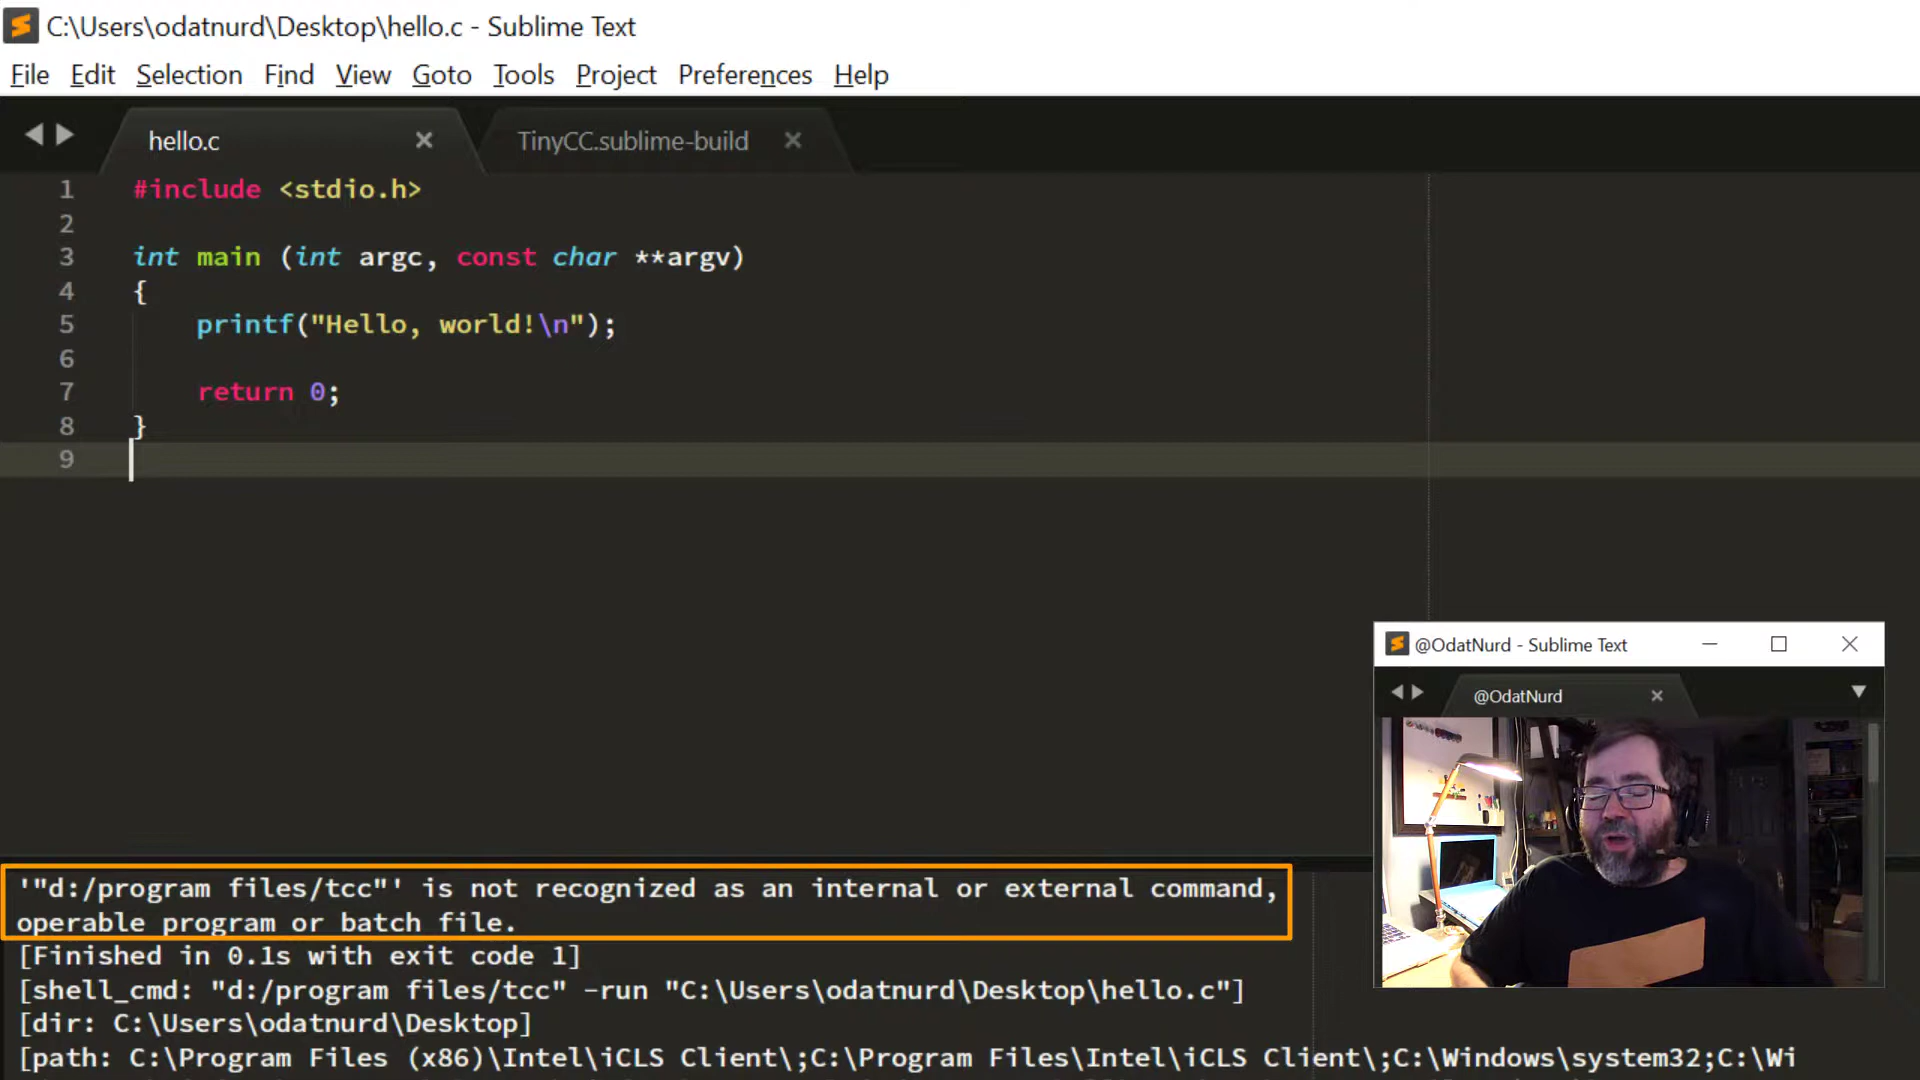 C:\Users\odatnurd\Desktop\hello.c - Sublime Text
File Edit Selection Find View Goto Tools Project Preferences Help
hello.c TinyCC.sublime-build
1 #include <stdio.h>
2
3 int main (int argc, const char **argv)
4 {
5 printf("Hello, world!\n");
6
7 return 0;
8 }
9
@OdatNurd - Sublime Text
@OdatNurd
'"d:/program files/tcc"' is not recognized as an internal or external command,
operable program or batch file.
[Finished in 0.1s with exit code 1]
[shell_cmd: "d:/program files/tcc" -run "C:\Users\odatnurd\Desktop\hello.c"]
[dir: C:\Users\odatnurd\Desktop]
[path: C:\Program Files (x86)\Intel\iCLS Client\;C:\Program Files\Intel\iCLS Client\;C:\Windows\system32;C:\Wi